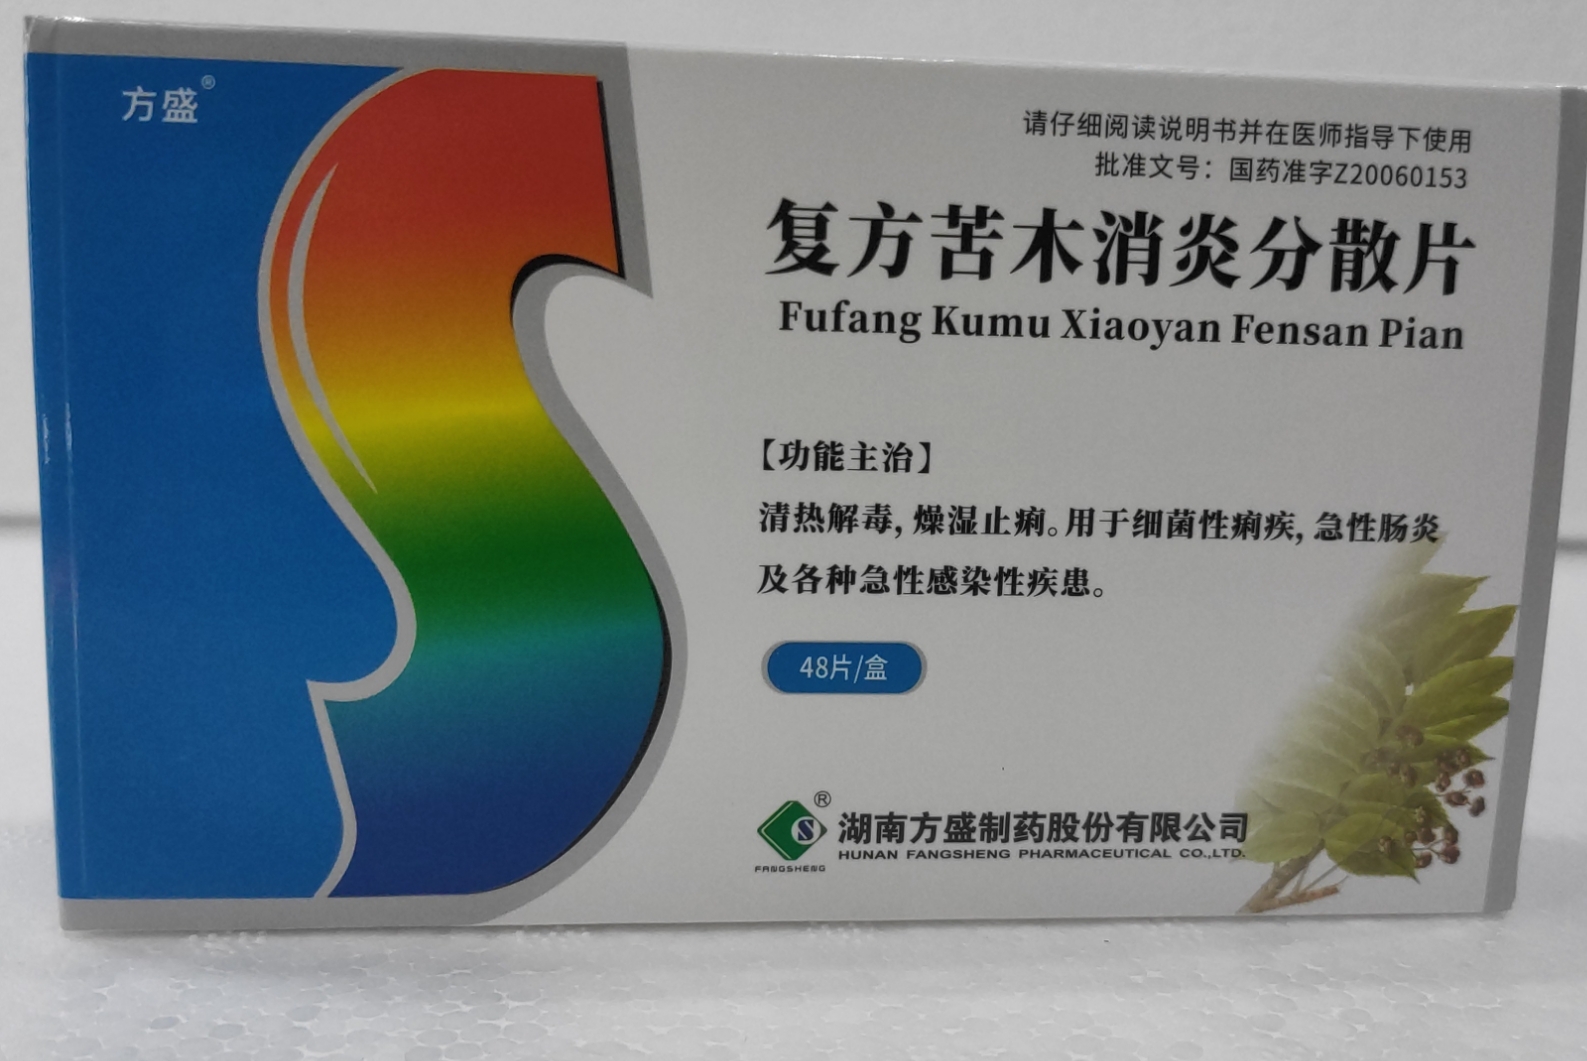 方盛®
请仔细阅读说明书并在医师指导下使用
批准文号：国药准字Z20060153
复方苦木消炎分散片
Fufang Kumu Xiaoyan Fensan Pian
【功能主治】
清热解毒，燥湿止痢。用于细菌性痢疾，急性肠炎
及各种急性感染性疾患。
48片/盒
®
湖南方盛制药股份有限公司
HUNAN FANGSHENG PHARMACEUTICAL CO.,LTD.
FANGSHENG